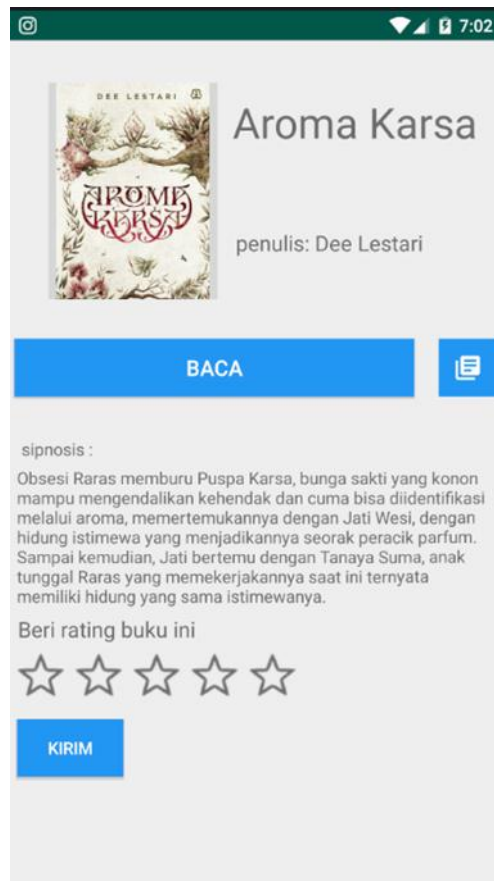 7:02
DEE LESTARI
AROMA
KARSA
Aroma Karsa
penulis: Dee Lestari
BACA
sipnosis :
Obsesi Raras memburu Puspa Karsa, bunga sakti yang konon
mampu mengendalikan kehendak dan cuma bisa diidentifikasi
melalui aroma, memertemukannya dengan Jati Wesi, dengan
hidung istimewa yang menjadikannya seorak peracik parfum.
Sampai kemudian, Jati bertemu dengan Tanaya Suma, anak
tunggal Raras yang memekerjakannya saat ini ternyata
memiliki hidung yang sama istimewanya.
Beri rating buku ini
KIRIM